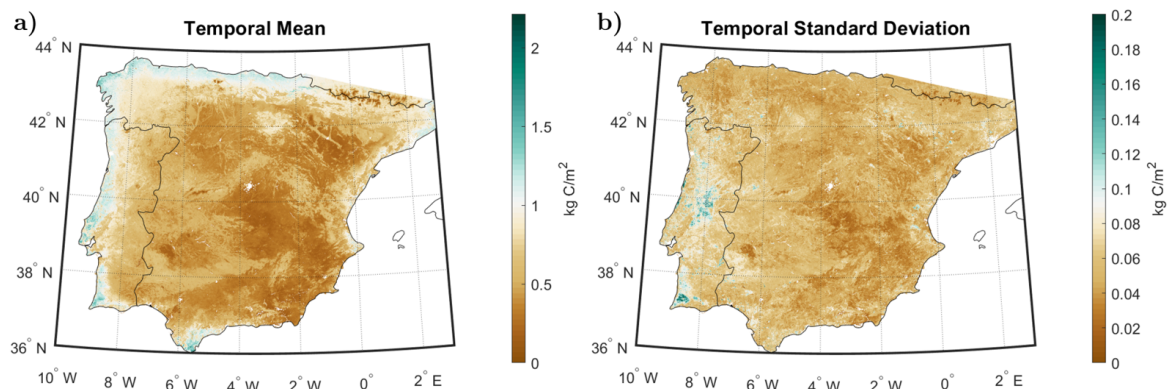 a)
Temporal Mean
44° N
42° N
40° N
38° N
36° N
10° W
8° W
6° W
4° W
2° W
0°
2° E
2
1.5
1
0.5
0
kg C/m²
b)
Temporal Standard Deviation
44° N
42° N
40° N
38° N
36° N
10° W
8° W
6° W
4° W
2° W
0°
2° E
0.2
0.18
0.16
0.14
0.12
0.1
0.08
0.06
0.04
0.02
0
kg C/m²